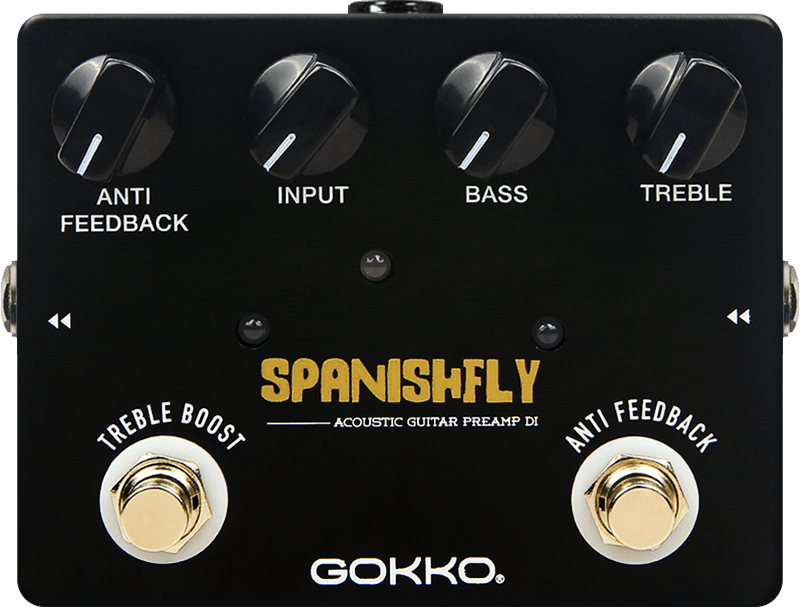 ANTI
FEEDBACK
INPUT
BASS
TREBLE
SPANISHFLY
ACOUSTIC GUITAR PREAMP DI
TREBLE BOOST
ANTI FEEDBACK
GOKKO®